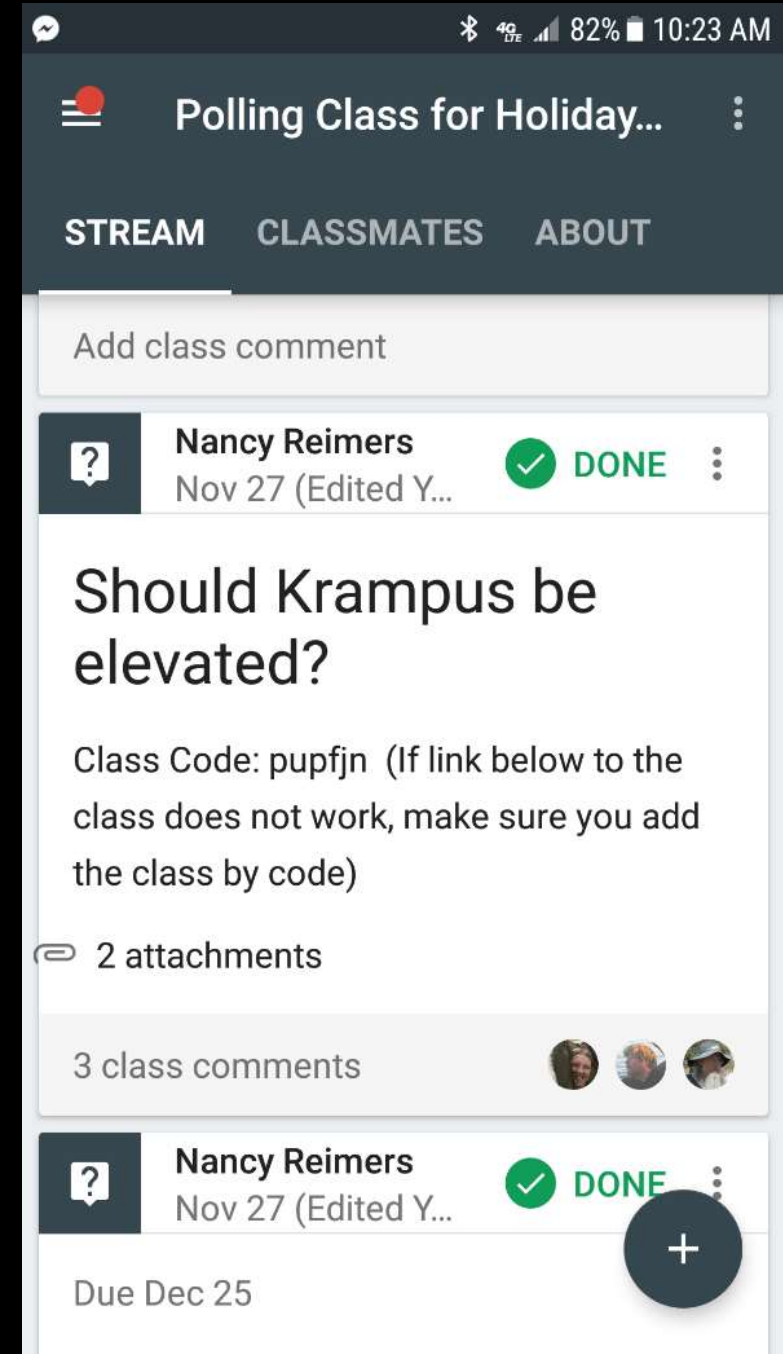 4G LTE 82% 10:23 AM
Polling Class for Holiday...
STREAM CLASSMATES ABOUT
Add class comment
Nancy Reimers
DONE
Nov 27 (Edited Y...
Should Krampus be
elevated?
Class Code: pupfjn (If link below to the
class does not work, make sure you add
the class by code)
2 attachments
3 class comments
Nancy Reimers
DONE
Nov 27 (Edited Y...
Due Dec 25